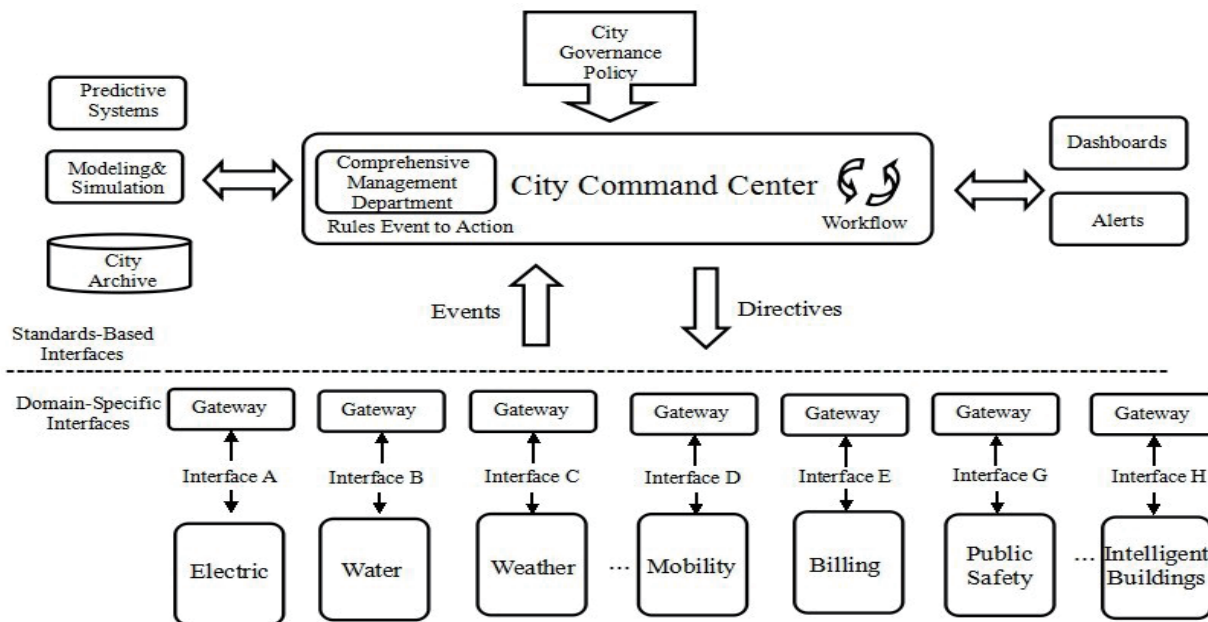 City
Governance
Policy
Predictive
Systems
Modeling&
Simulation
City
Archive
Comprehensive
Management
Department
Rules Event to Action
City Command Center
Workflow
Dashboards
Alerts
Events
Directives
Standards-Based
Interfaces
Domain-Specific
Interfaces
Gateway
Gateway
Gateway
Gateway
Gateway
Gateway
Gateway
Interface A
Interface B
Interface C
Interface D
Interface E
Interface G
Interface H
Electric
Water
Weather
...
Mobility
Billing
Public
Safety
...
Intelligent
Buildings